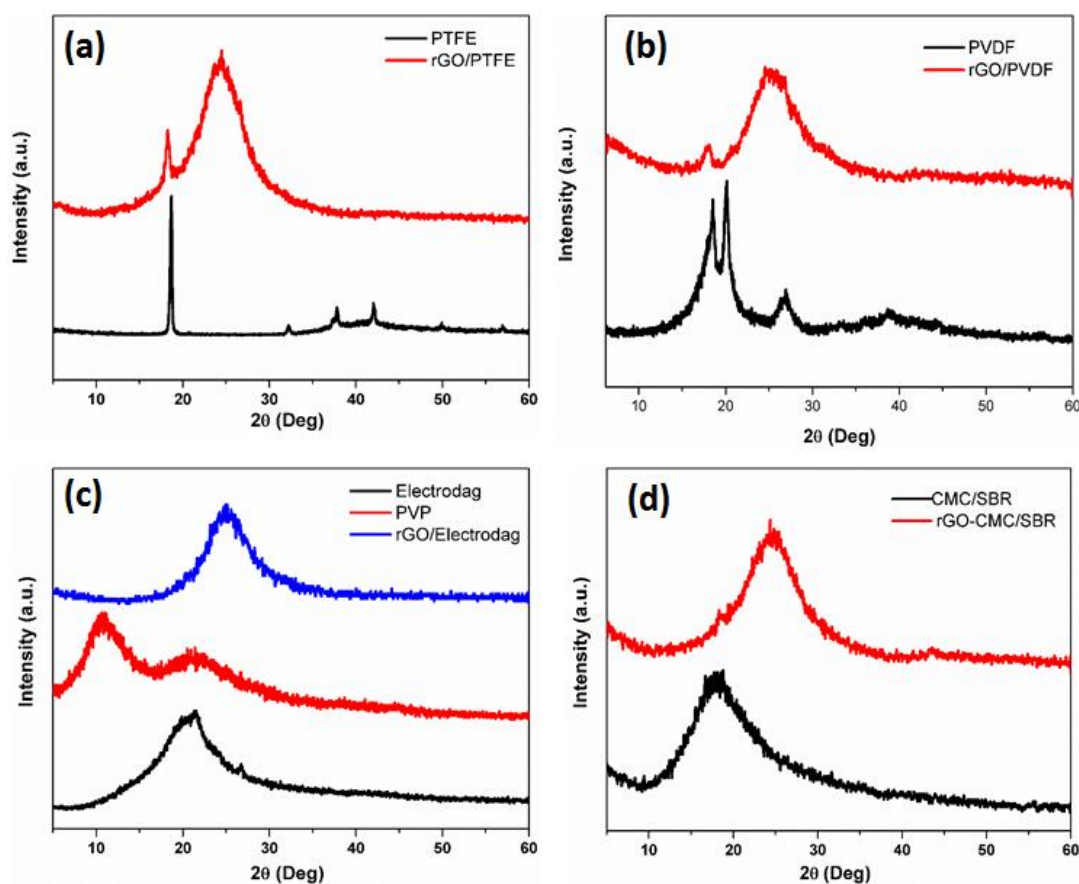 (a)
PTFE
rGO/PTFE
Intensity (a.u.)
10 20 30 40 50 60
2θ (Deg)
(b)
PVDF
rGO/PVDF
Intensity (a.u.)
10 20 30 40 50 60
2θ (Deg)
(c)
Electrodag
PVP
rGO/Electrodag
Intensity (a.u.)
10 20 30 40 50 60
2θ (Deg)
(d)
CMC/SBR
rGO-CMC/SBR
Intensity (a.u.)
10 20 30 40 50 60
2θ (Deg)